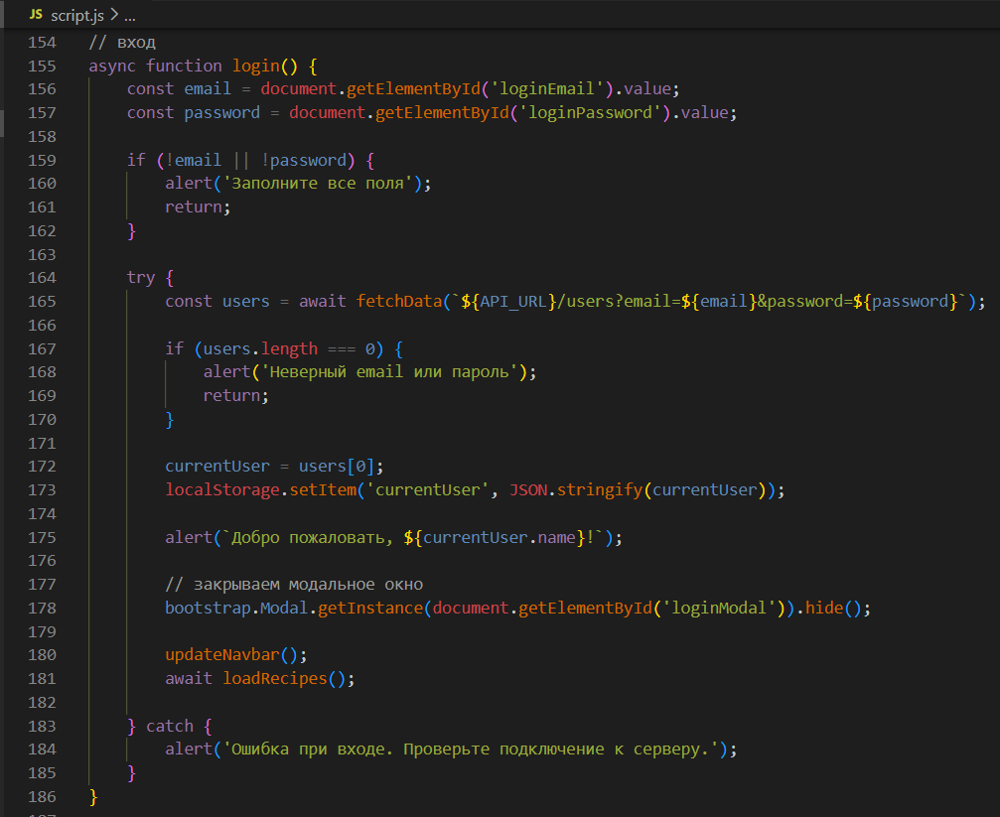 JS script.js > ...
154 // вход
155 async function login() {
156     const email = document.getElementById('loginEmail').value;
157     const password = document.getElementById('loginPassword').value;
158
159     if (!email || !password) {
160         alert('Заполните все поля');
161         return;
162     }
163
164     try {
165         const users = await fetchData(`${API_URL}/users?email=${email}&password=${password}`);
166
167         if (users.length === 0) {
168             alert('Неверный email или пароль');
169             return;
170         }
171
172         currentUser = users[0];
173         localStorage.setItem('currentUser', JSON.stringify(currentUser));
174
175         alert(`Добро пожаловать, ${currentUser.name}!`);
176
177         // закрываем модальное окно
178         bootstrap.Modal.getInstance(document.getElementById('loginModal')).hide();
179
180         updateNavbar();
181         await loadRecipes();
182
183     } catch {
184         alert('Ошибка при входе. Проверьте подключение к серверу.');
185     }
186 }